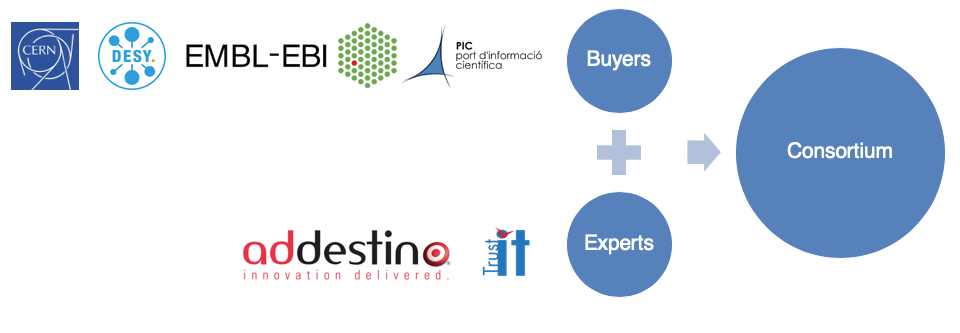 CERN
DESY.
EMBL-EBI
PIC
port d'informació
científica
Buyers
Consortium
addestino
innovation delivered.
Trust
it
Experts